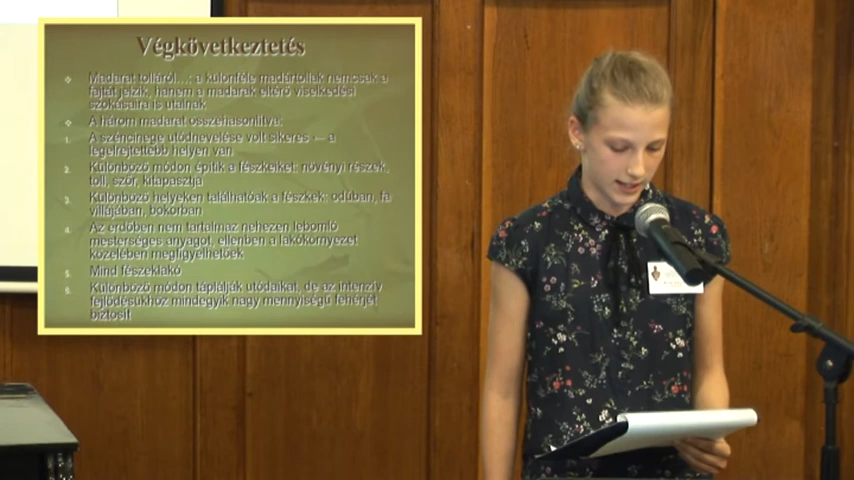 Végkövetkeztetés
Madarat tolláról…: a különféle madártollak nemcsak a
fajtát jelzik, hanem a madarak eltérő viselkedési
szokásaira is utalnak
A három madarat összehasonlítva:
1. A széncinege utódnevelése volt sikeres ← a
legelrejtettebb helyen van
2. Különböző módon építik a fészkeiket: növényi részek,
toll, szőr, kitapasztja
3. Különböző helyeken találhatóak a fészkek: odúban, fa
villájában, bokorban
4. Az erdőben nem tartalmaz nehezen lebomló
mesterséges anyagot, ellenben a lakókörnyezet
közelében megfigyelhetőek
5. Mind fészeklakó
6. Különböző módon táplálják utódaikat, de az intenzív
fejlődésükhöz mindegyik nagy mennyiségű fehérjét
biztosít